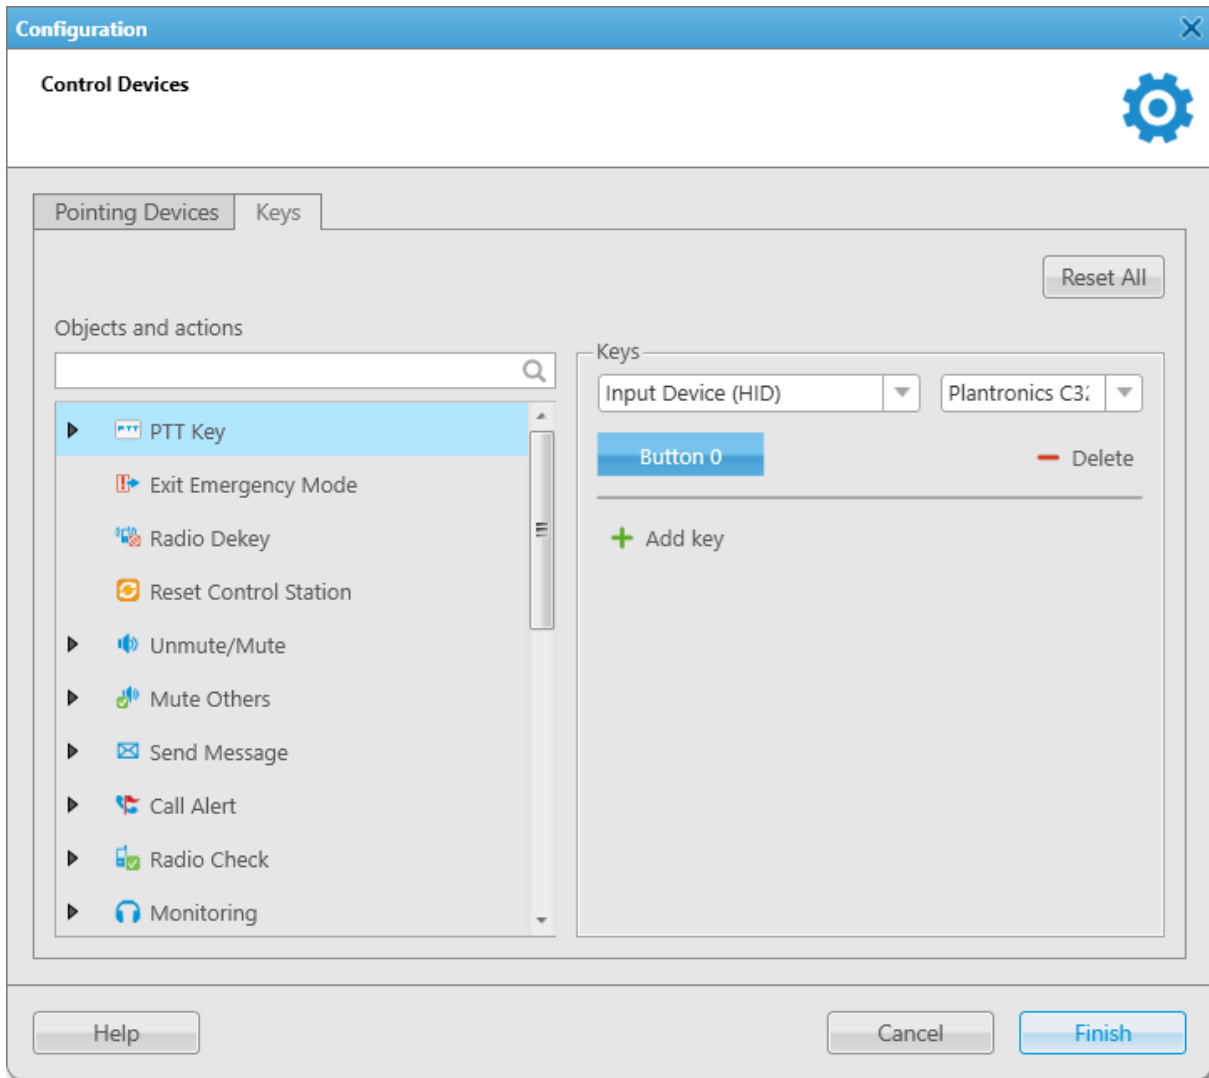 Configuration
Control Devices
Pointing Devices
Keys
Reset All
Objects and actions
PTT Key
Exit Emergency Mode
Radio Dekey
Reset Control Station
Unmute/Mute
Mute Others
Send Message
Call Alert
Radio Check
Monitoring
Keys
Input Device (HID)
Plantronics
Button 0
Delete
Add key
Help
Cancel
Finish